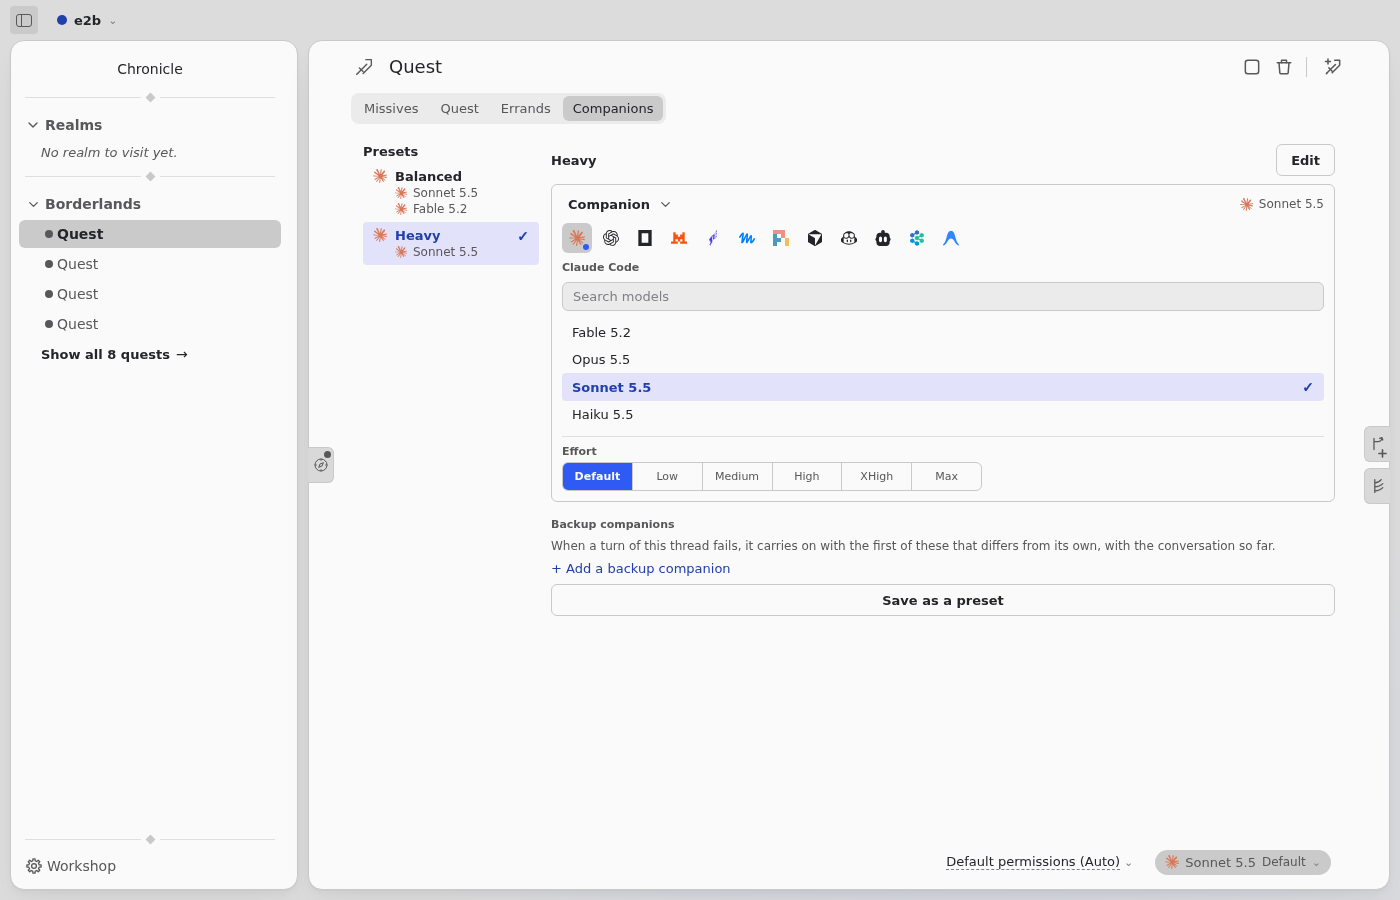 e2b
Chronicle
Realms
No realm to visit yet.
Borderlands
Quest
Quest
Quest
Quest
Show all 8 quests →
Workshop
Quest
Missives Quest Errands Companions
Presets
Balanced
Sonnet 5.5
Fable 5.2
Heavy ✓
Sonnet 5.5
Heavy
Edit
Companion
Sonnet 5.5
Claude Code
Search models
Fable 5.2
Opus 5.5
Sonnet 5.5 ✓
Haiku 5.5
Effort
Default Low Medium High XHigh Max
Backup companions
When a turn of this thread fails, it carries on with the first of these that differs from its own, with the conversation so far.
+ Add a backup companion
Save as a preset
Default permissions (Auto)
Sonnet 5.5 Default